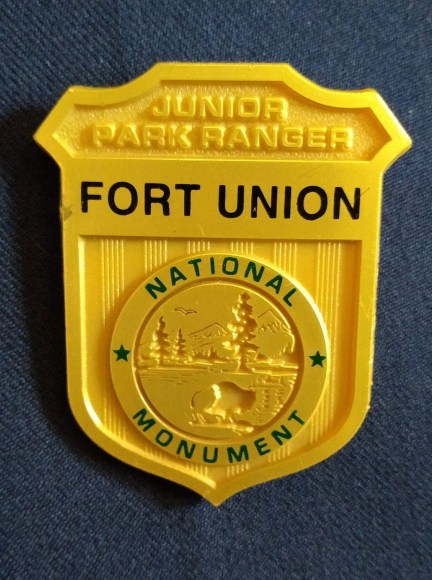 JUNIOR
PARK RANGER
FORT UNION
NATIONAL
MONUMENT